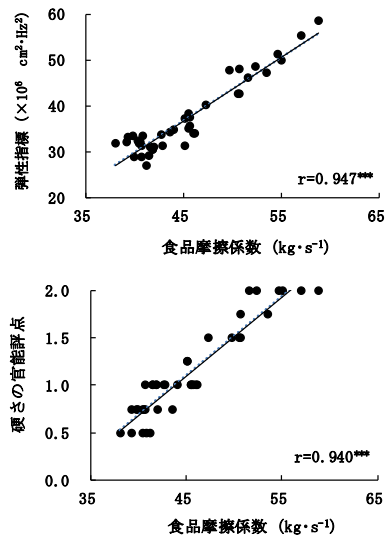 60
50
40
30
20
弾性指標 (×10⁶ cm²·Hz²)
r=0.947***
35 45 55 65
食品摩擦係数 (kg·s⁻¹)
2.0
1.5
1.0
0.5
0.0
硬さの官能評点
r=0.940***
35 45 55 65
食品摩擦係数 (kg·s⁻¹)